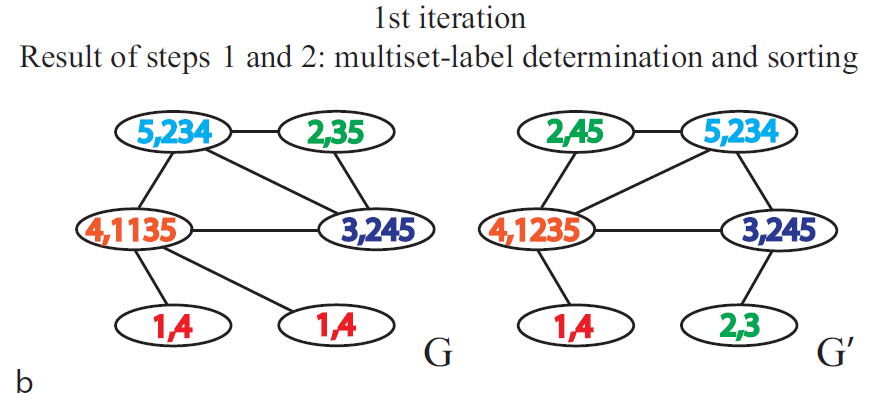 1st iteration
Result of steps 1 and 2: multiset-label determination and sorting
5,234 2,35 2,45 5,234
4,1135 3,245 4,1235 3,245
1,4 1,4 1,4 2,3
G G′
b